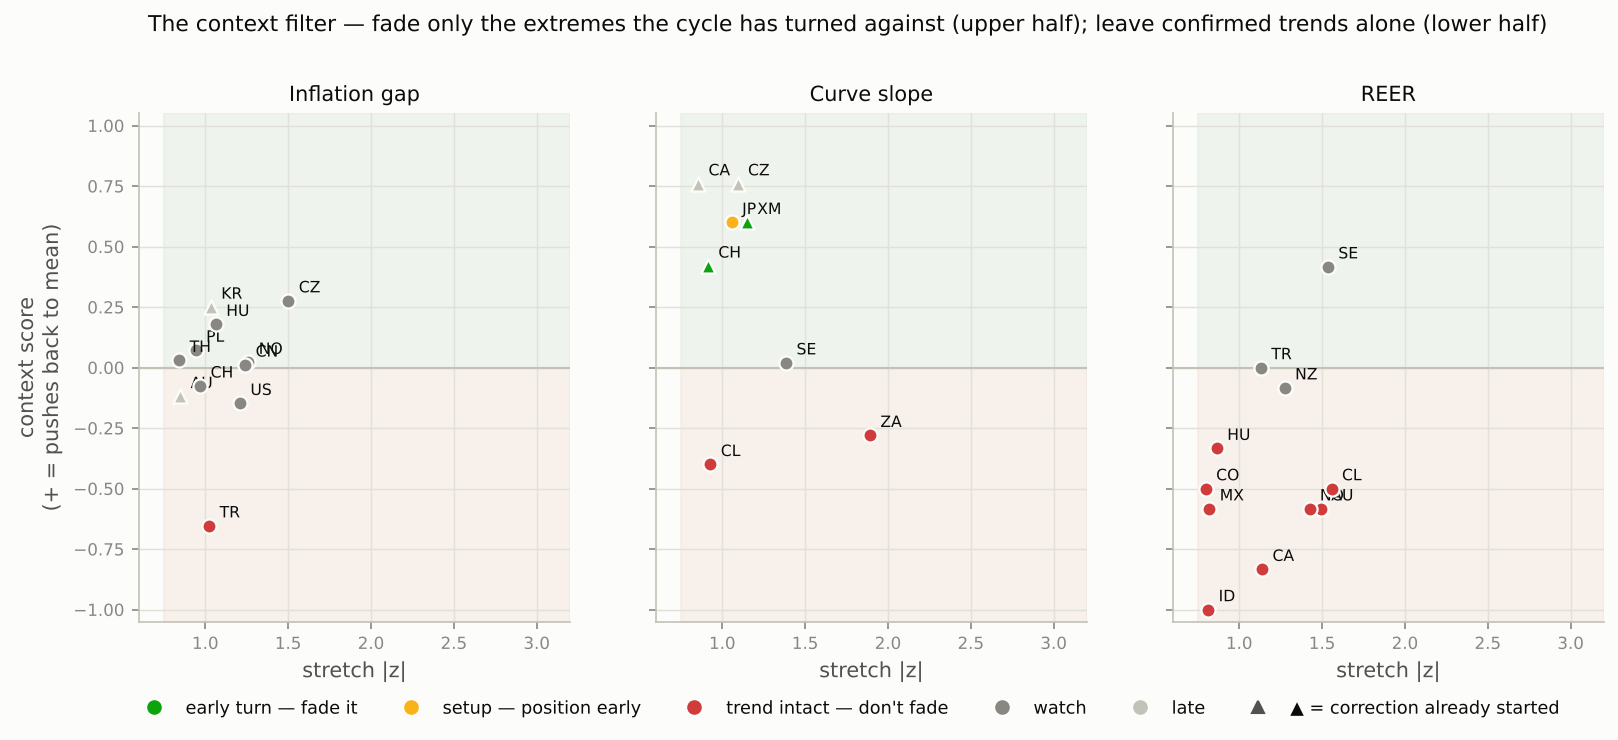 The context filter — fade only the extremes the cycle has turned against (upper half); leave confirmed trends alone (lower half)
Inflation gap
Curve slope
REER
context score
(+ = pushes back to mean)
1.00
0.75
0.50
0.25
0.00
−0.25
−0.50
−0.75
−1.00
KR
HU
CZ
PL
TH
CN
NO
CH
AU
US
TR
CA
CZ
JP
XM
CH
SE
ZA
CL
SE
TR
NZ
HU
CO
MX
CL
AU
CA
ID
1.0 1.5 2.0 2.5 3.0
1.0 1.5 2.0 2.5 3.0
1.0 1.5 2.0 2.5 3.0
stretch |z|
stretch |z|
stretch |z|
early turn — fade it
setup — position early
trend intact — don't fade
watch
late
▲ = correction already started